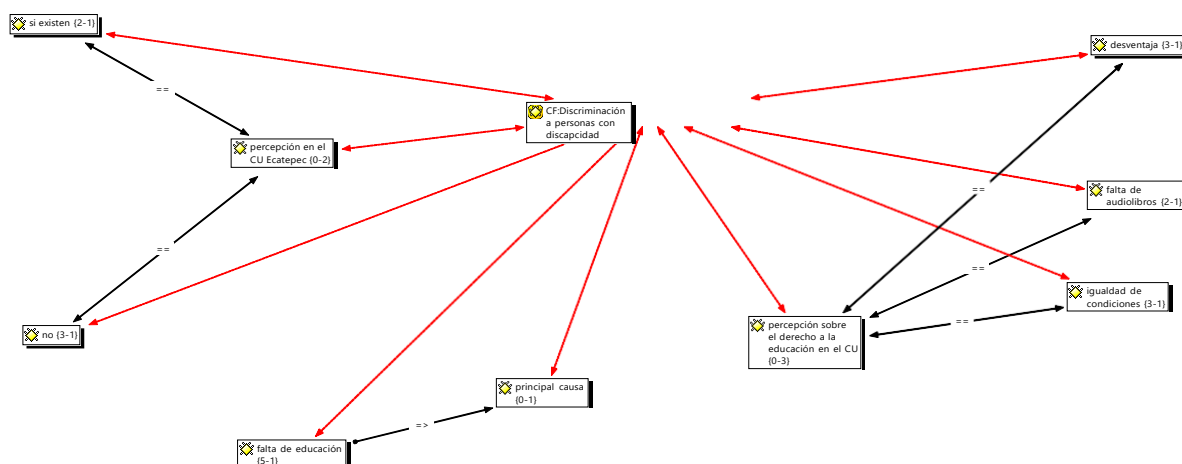 si existen {2-1}
desventaja {3-1}
==
CF:Discriminación
a personas con
discapcidad
percepción en el
CU Ecatepec {0-2}
==
falta de
audiolibros {2-1}
==
==
igualdad de
condiciones {3-1}
no {3-1}
percepción sobre
el derecho a la
educación en el CU
{0-3}
==
principal causa
{0-1}
=>
falta de educación
{5-1}